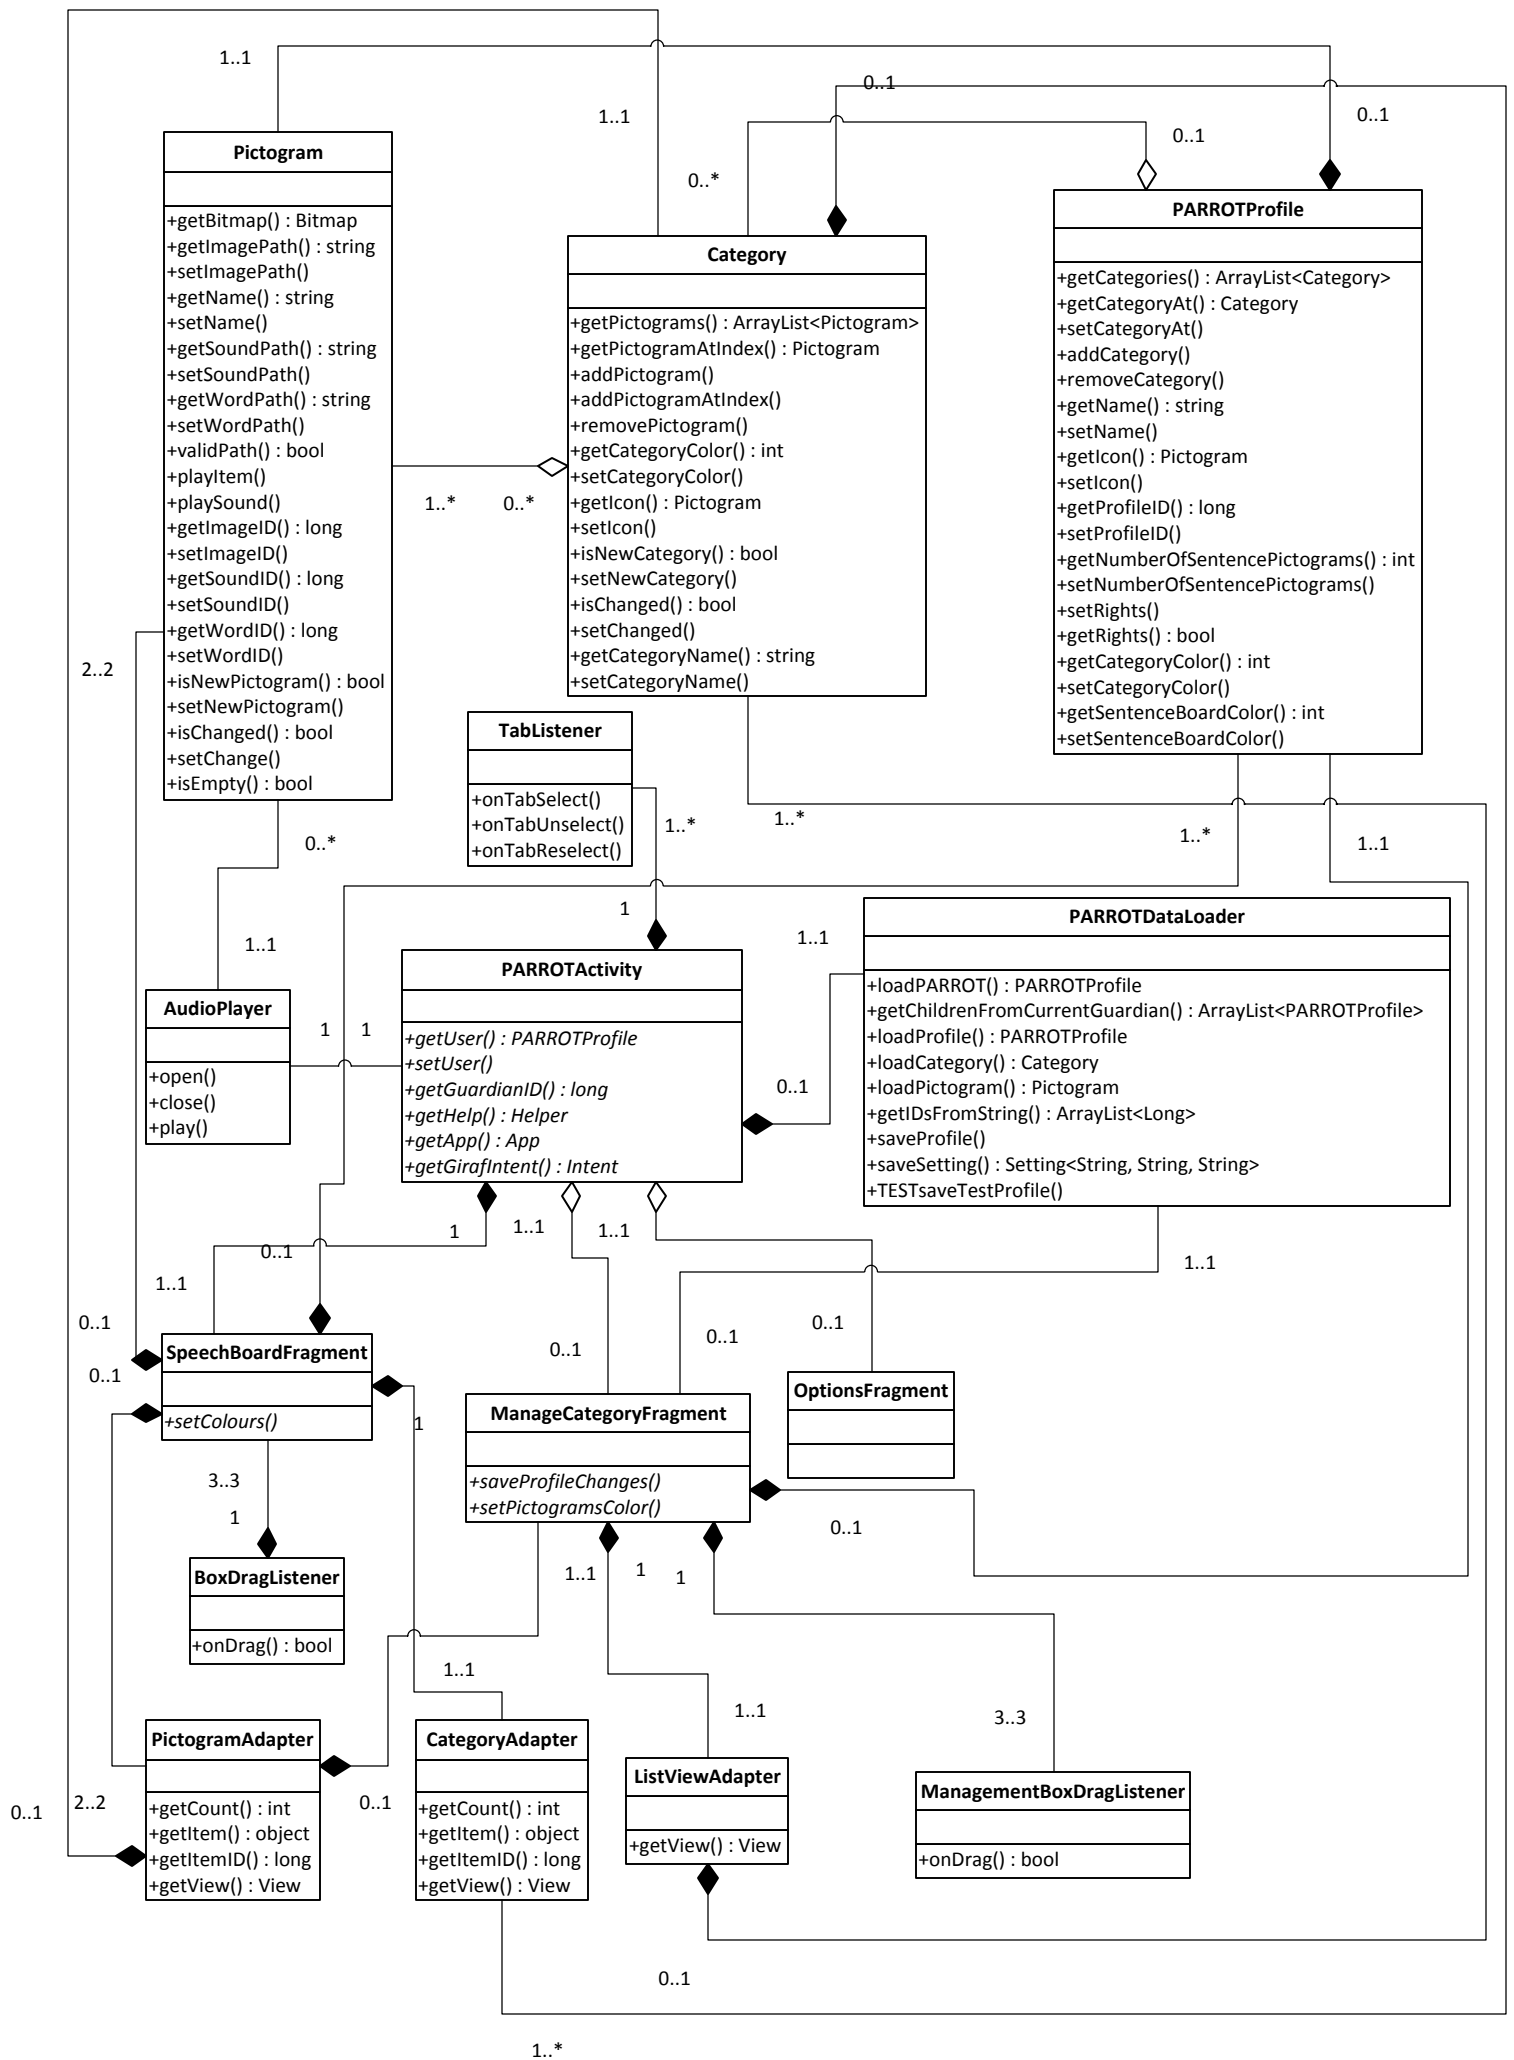 1..1
0..1
1..1
0..1
0..1
0..*
Pictogram
+getBitmap() : Bitmap
+getImagePath() : string
+setImagePath()
+getName() : string
+setName()
+getSoundPath() : string
+setSoundPath()
+getWordPath() : string
+setWordPath()
+validPath() : bool
+playItem()
+playSound()
+getImageID() : long
+setImageID()
+getSoundID() : long
+setSoundID()
+getWordID() : long
+setWordID()
+isNewPictogram() : bool
+setNewPictogram()
+isChanged() : bool
+setChange()
+isEmpty() : bool
Category
+getPictograms() : ArrayList<Pictogram>
+getPictogramAtIndex() : Pictogram
+addPictogram()
+addPictogramAtIndex()
+removePictogram()
+getCategoryColor() : int
+setCategoryColor()
+getIcon() : Pictogram
+setIcon()
+isNewCategory() : bool
+setNewCategory()
+isChanged() : bool
+setChanged()
+getCategoryName() : string
+setCategoryName()
PARROTProfile
+getCategories() : ArrayList<Category>
+getCategoryAt() : Category
+setCategoryAt()
+addCategory()
+removeCategory()
+getName() : string
+setName()
+getIcon() : Pictogram
+setIcon()
+getProfileID() : long
+setProfileID()
+getNumberOfSentencePictograms() : int
+setNumberOfSentencePictograms()
+setRights()
+getRights() : bool
+getCategoryColor() : int
+setCategoryColor()
+getSentenceBoardColor() : int
+setSentenceBoardColor()
1..*
0..*
2..2
TabListener
+onTabSelect()
+onTabUnselect()
+onTabReselect()
1..*
1..*
1..*
1..1
0..*
1
1..1
1..1
PARROTDataLoader
+loadPARROT() : PARROTProfile
+getChildrenFromCurrentGuardian() : ArrayList<PARROTProfile>
+loadProfile() : PARROTProfile
+loadCategory() : Category
+loadPictogram() : Pictogram
+getIDsFromString() : ArrayList<Long>
+saveProfile()
+saveSetting() : Setting<String, String, String>
+TESTsaveTestProfile()
PARROTActivity
+getUser() : PARROTProfile
+setUser()
+getGuardianID() : long
+getHelp() : Helper
+getApp() : App
+getGirafIntent() : Intent
AudioPlayer
+open()
+close()
+play()
1
1
0..1
1
1..1
1..1
0..1
1..1
1..1
0..1
0..1
0..1
0..1
0..1
SpeechBoardFragment
+setColours()
1
ManageCategoryFragment
+saveProfileChanges()
+setPictogramsColor()
OptionsFragment
3..3
1
0..1
BoxDragListener
+onDrag() : bool
1..1
1
1
1..1
1..1
3..3
PictogramAdapter
+getCount() : int
+getItem() : object
+getItemID() : long
+getView() : View
CategoryAdapter
+getCount() : int
+getItem() : object
+getItemID() : long
+getView() : View
ListViewAdapter
+getView() : View
ManagementBoxDragListener
+onDrag() : bool
0..1
2..2
0..1
0..1
1..*